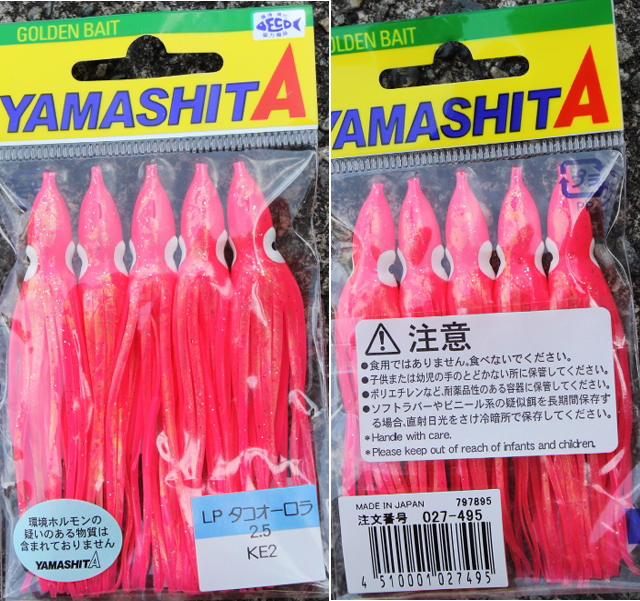 GOLDEN BAIT
ECO
YAMASHITA
環境ホルモンの
疑いのある物質は
含まれておりません
YAMASHITA
LP タコオーロラ
2.5
KE2
GOLDEN BAIT
YAMASHITA
PP
注意
●食用ではありません。食べないでください。
●子供または幼児の手のとどかない所に保管してください。
●ポリエチレンなど、耐薬品性のある容器に保管してください。
●ソフトラバーやビニール系の疑似餌を長期間保存す
る場合、直射日光をさけ冷暗所で保存してください。
*Handle with care.
*Please keep out of reach of infants and children.
MADE IN JAPAN 797895
注文番号 027-495
4 510001 027495